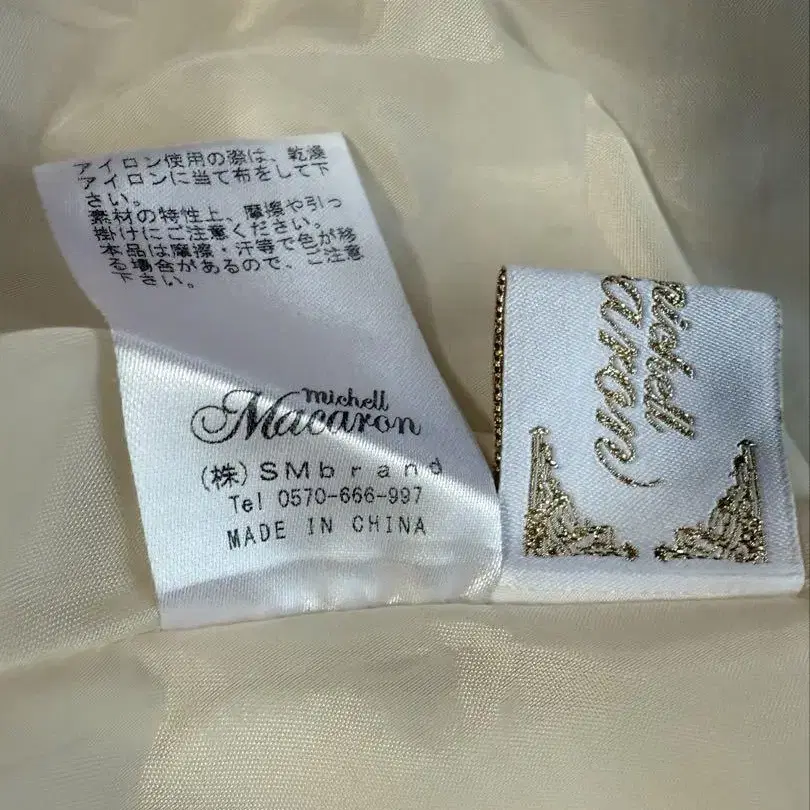 アイロン使用の際は、乾燥
アイロンに当て布をして下
さい。
素材の特性上、摩擦や引っ
掛けにご注意ください。
本品は摩擦・汗等で色が移
る場合があるので、ご注意
下さい。
michell
Macaron
(株)SMbrand
Tel 0570-666-997
MADE IN CHINA
michell
aron